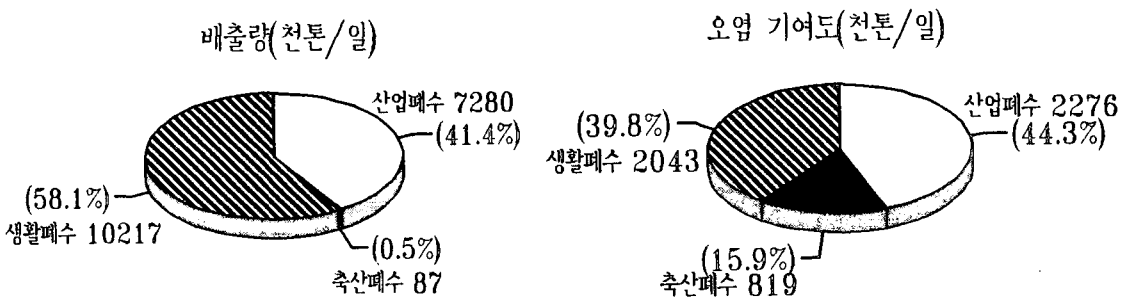 배출량(천톤/일)
산업폐수 7280
(41.4%)
(58.1%)
생활폐수 10217
(0.5%)
축산폐수 87
오염 기여도(천톤/일)
산업폐수 2276
(44.3%)
(39.8%)
생활폐수 2043
(15.9%)
축산폐수 819